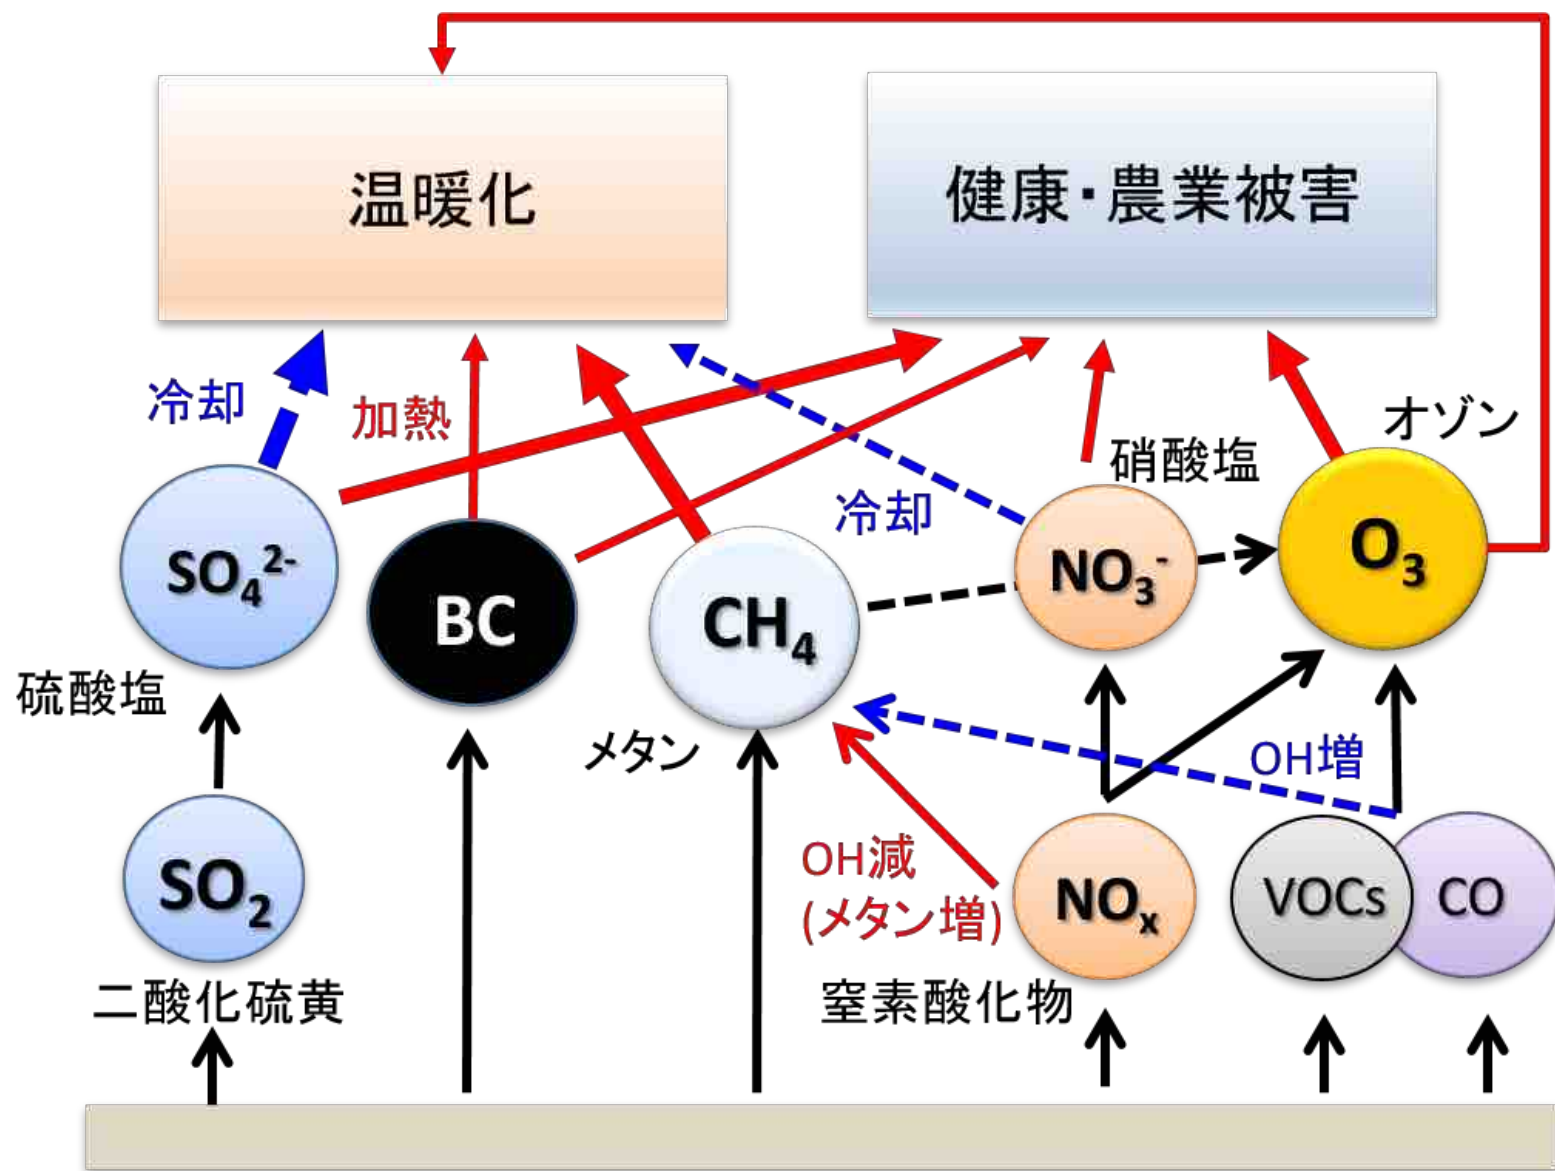 温暖化
健康・農業被害
冷却
加熱
オゾン
硝酸塩
冷却
SO₄²⁻
BC
CH₄
NO₃⁻
O₃
硫酸塩
メタン
OH増
OH減
(メタン増)
SO₂
NOₓ
VOCs
CO
二酸化硫黄
窒素酸化物